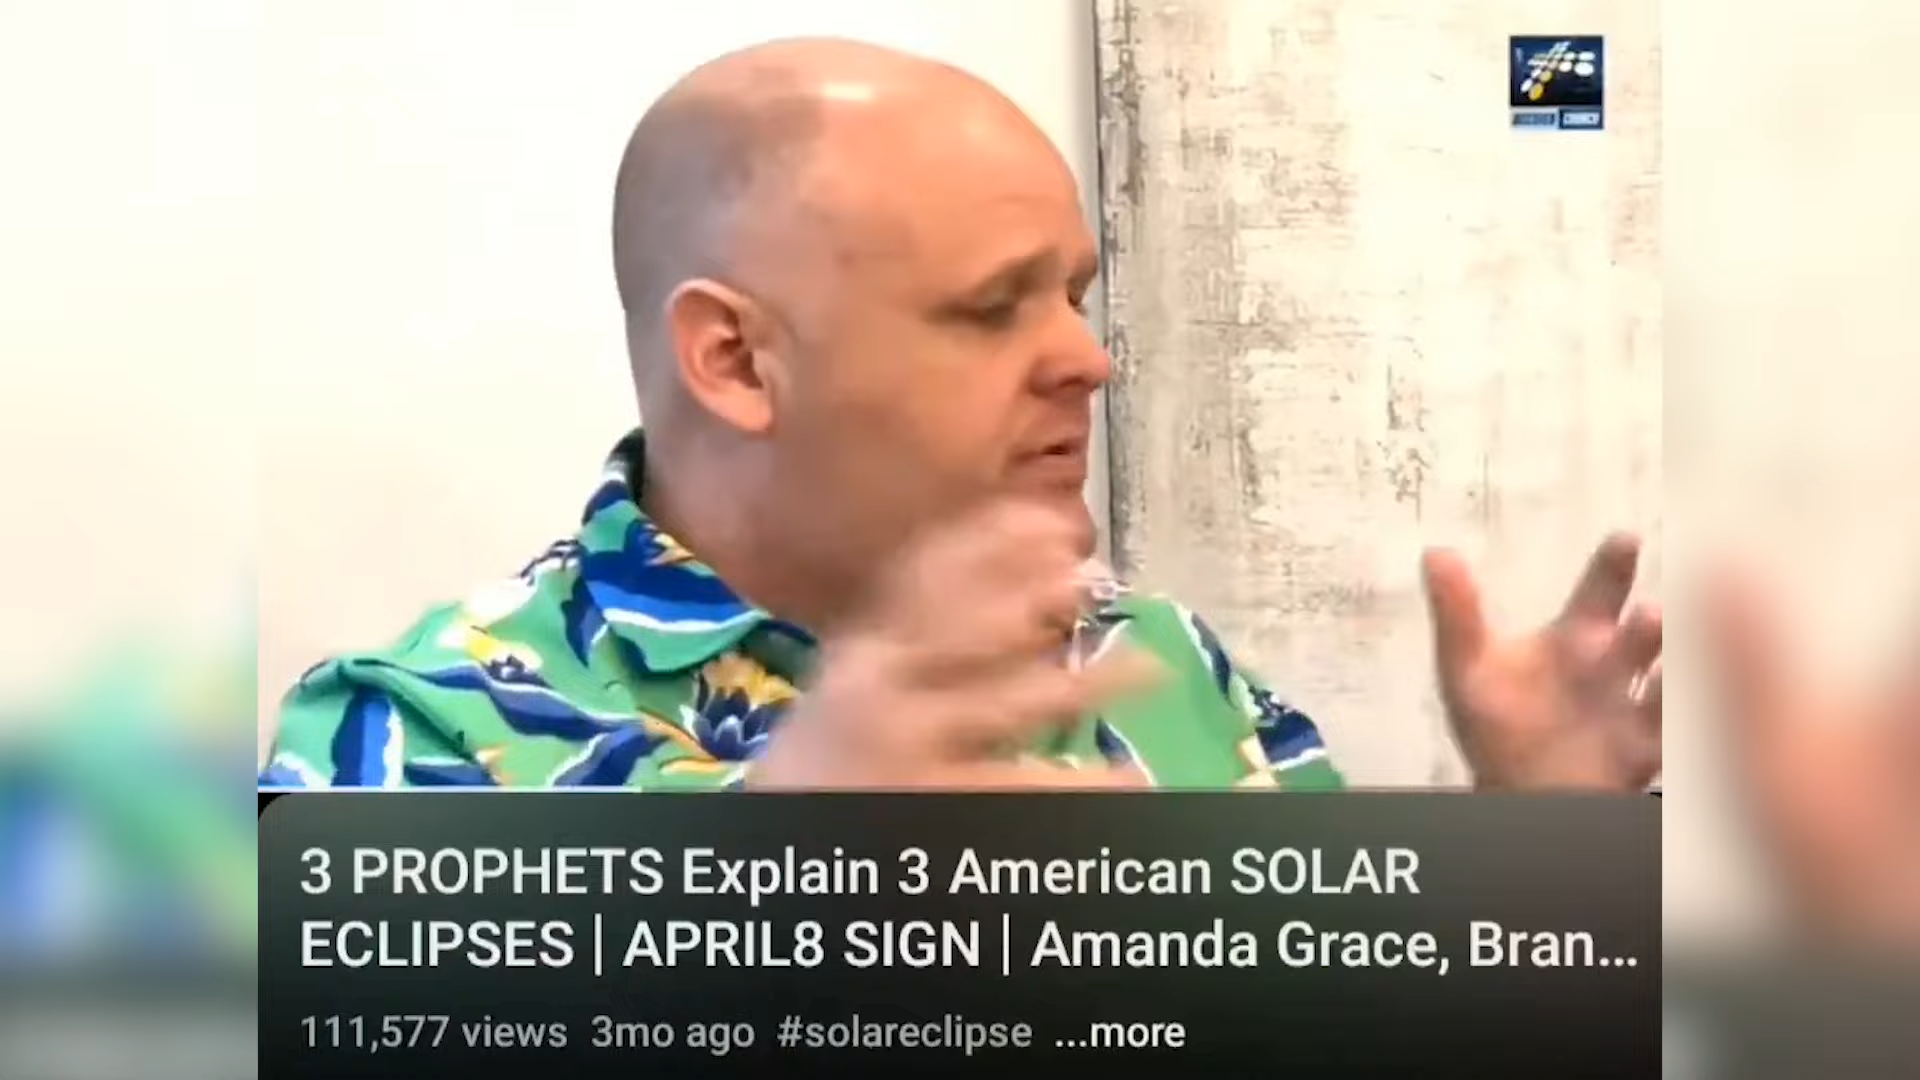 3 PROPHETS Explain 3 American SOLAR
ECLIPSES | APRIL8 SIGN | Amanda Grace, Bran...
111,577 views 3mo ago #solareclipse ...more